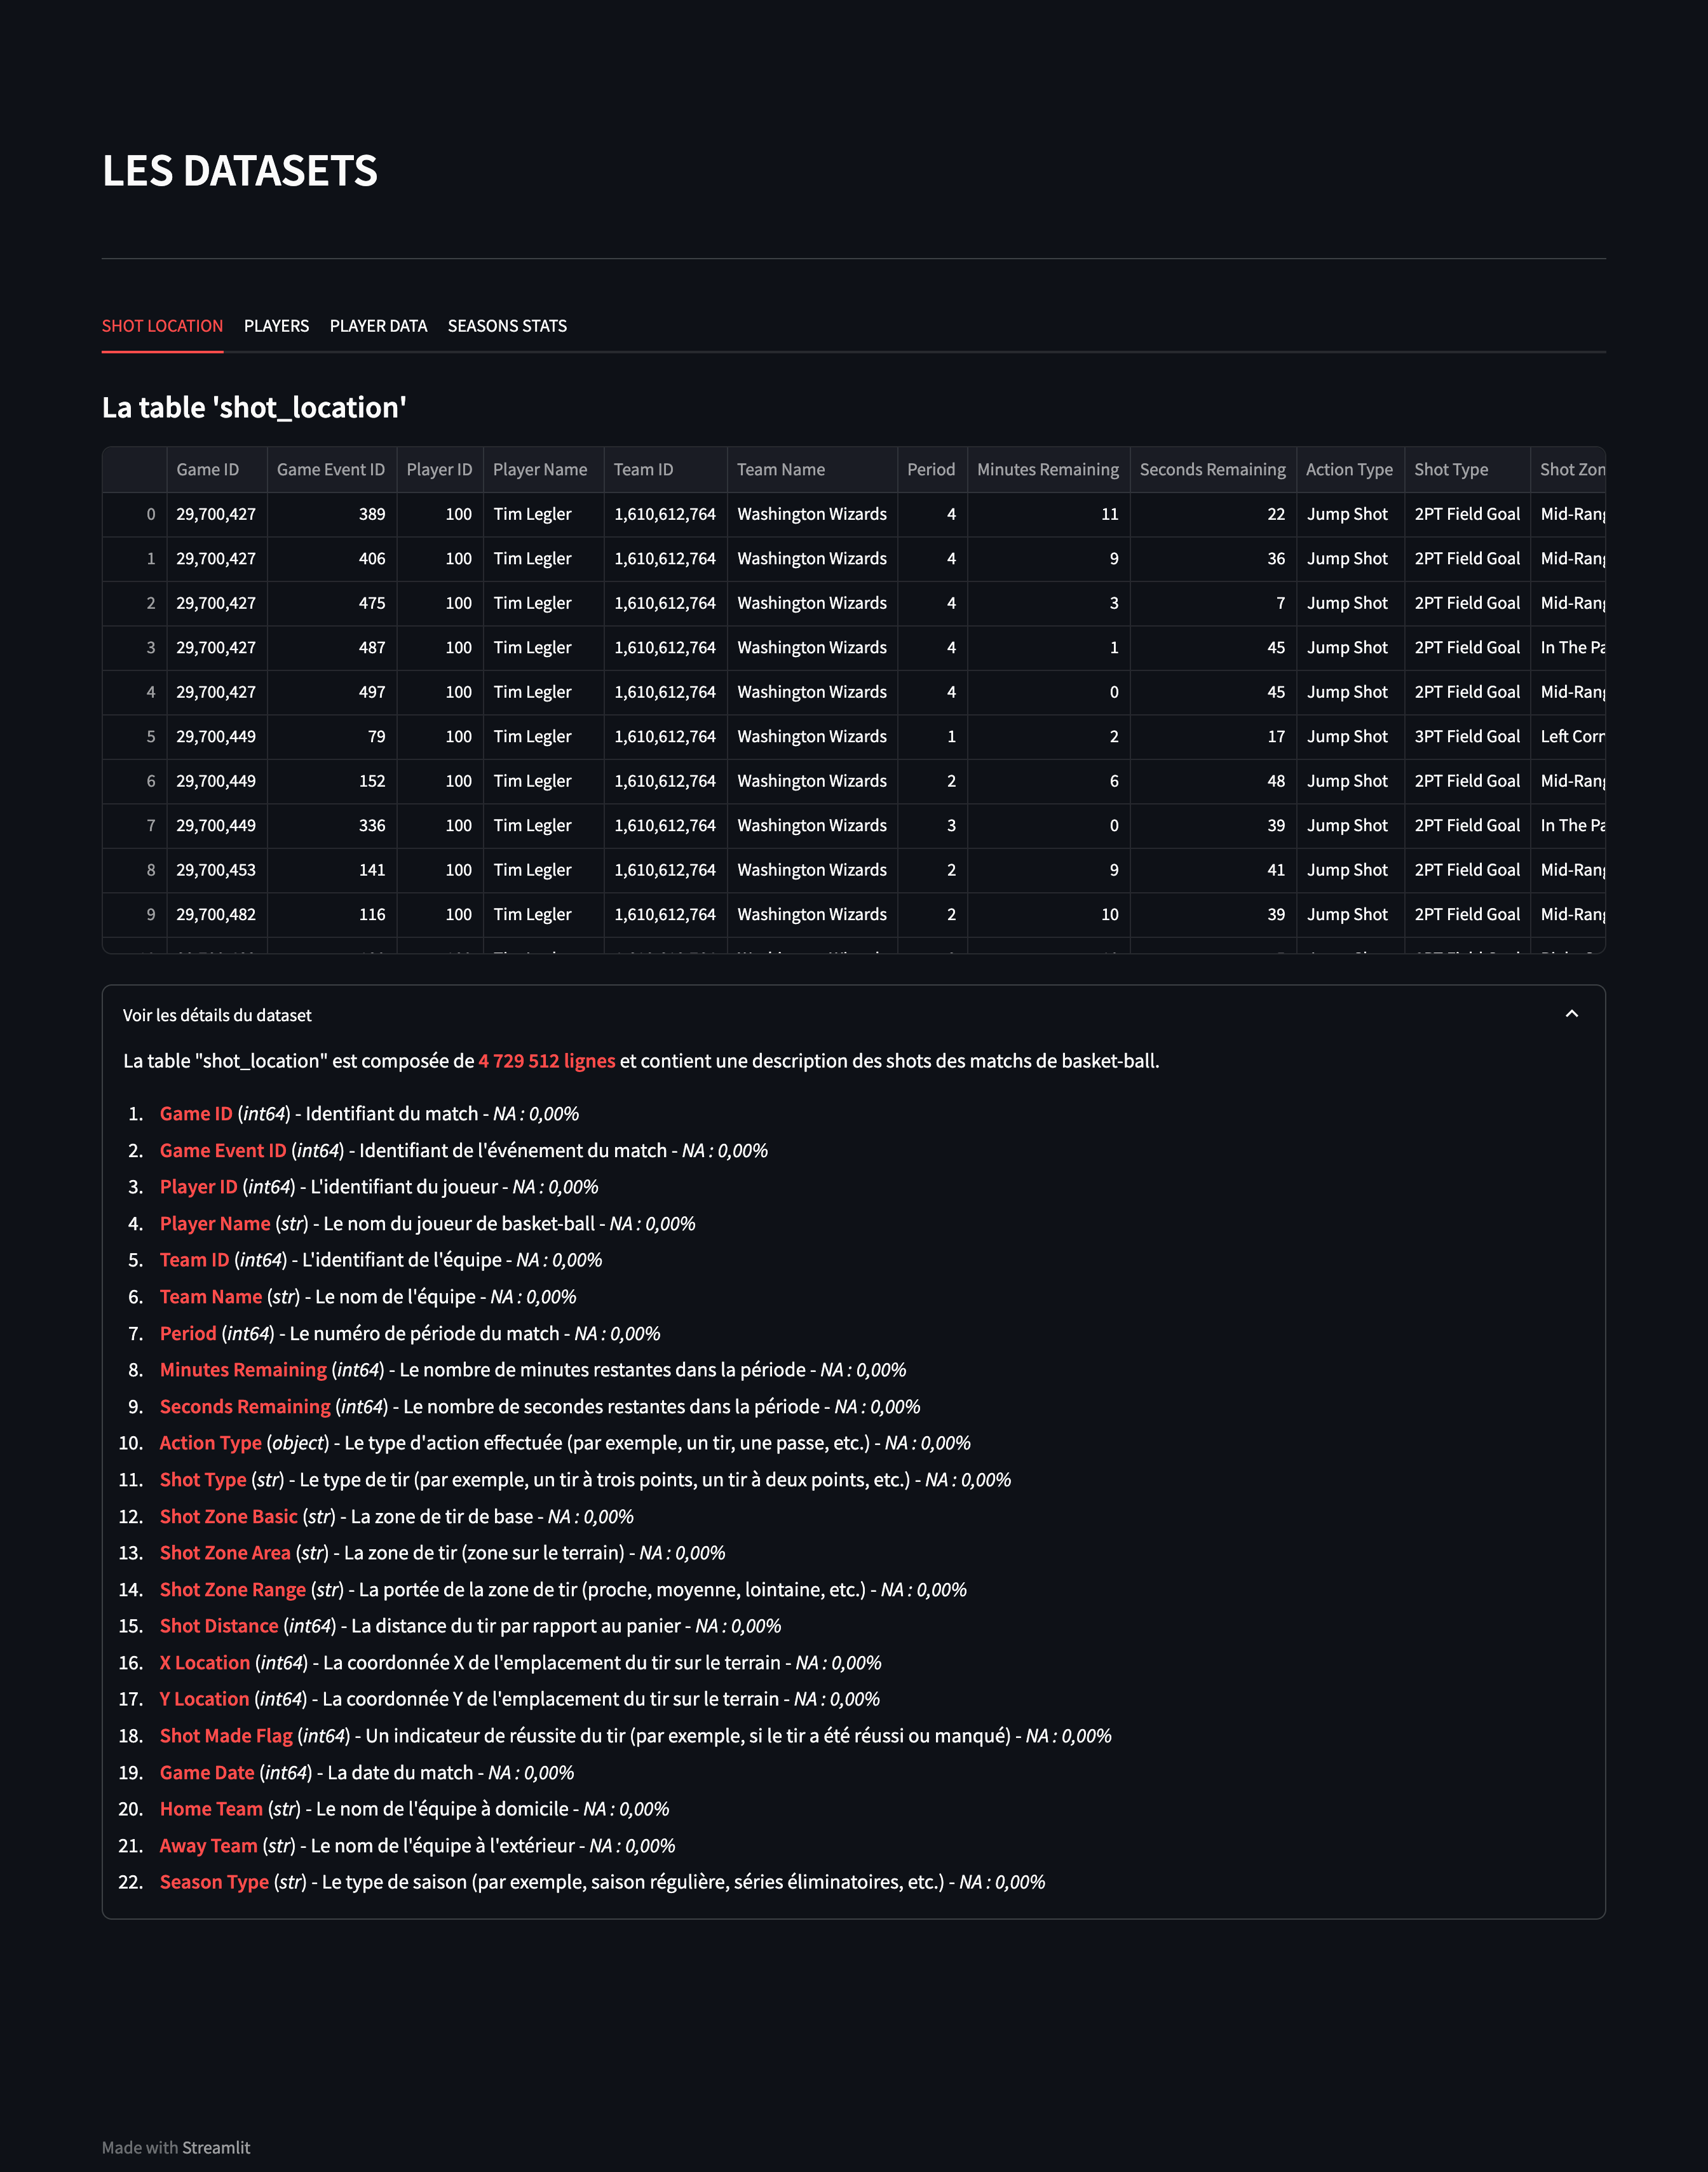 LES DATASETS
SHOT LOCATION PLAYERS PLAYER DATA SEASONS STATS
La table 'shot_location'
Game ID Game Event ID Player ID Player Name Team ID Team Name Period Minutes Remaining Seconds Remaining Action Type Shot Type Shot Zon
0 29,700,427 389 100 Tim Legler 1,610,612,764 Washington Wizards 4 11 22 Jump Shot 2PT Field Goal Mid-Rang
1 29,700,427 406 100 Tim Legler 1,610,612,764 Washington Wizards 4 9 36 Jump Shot 2PT Field Goal Mid-Rang
2 29,700,427 475 100 Tim Legler 1,610,612,764 Washington Wizards 4 3 7 Jump Shot 2PT Field Goal Mid-Rang
3 29,700,427 487 100 Tim Legler 1,610,612,764 Washington Wizards 4 1 45 Jump Shot 2PT Field Goal In The Pa
4 29,700,427 497 100 Tim Legler 1,610,612,764 Washington Wizards 4 0 45 Jump Shot 2PT Field Goal Mid-Rang
5 29,700,449 79 100 Tim Legler 1,610,612,764 Washington Wizards 1 2 17 Jump Shot 3PT Field Goal Left Corr
6 29,700,449 152 100 Tim Legler 1,610,612,764 Washington Wizards 2 6 48 Jump Shot 2PT Field Goal Mid-Rang
7 29,700,449 336 100 Tim Legler 1,610,612,764 Washington Wizards 3 0 39 Jump Shot 2PT Field Goal In The Pa
8 29,700,453 141 100 Tim Legler 1,610,612,764 Washington Wizards 2 9 41 Jump Shot 2PT Field Goal Mid-Rang
9 29,700,482 116 100 Tim Legler 1,610,612,764 Washington Wizards 2 10 39 Jump Shot 2PT Field Goal Mid-Rang
Voir les détails du dataset
La table "shot_location" est composée de 4 729 512 lignes et contient une description des shots des matchs de basket-ball.
1. Game ID (int64) - Identifiant du match - NA : 0,00%
2. Game Event ID (int64) - Identifiant de l'événement du match - NA : 0,00%
3. Player ID (int64) - L'identifiant du joueur - NA : 0,00%
4. Player Name (str) - Le nom du joueur de basket-ball - NA : 0,00%
5. Team ID (int64) - L'identifiant de l'équipe - NA : 0,00%
6. Team Name (str) - Le nom de l'équipe - NA : 0,00%
7. Period (int64) - Le numéro de période du match - NA : 0,00%
8. Minutes Remaining (int64) - Le nombre de minutes restantes dans la période - NA : 0,00%
9. Seconds Remaining (int64) - Le nombre de secondes restantes dans la période - NA : 0,00%
10. Action Type (object) - Le type d'action effectuée (par exemple, un tir, une passe, etc.) - NA : 0,00%
11. Shot Type (str) - Le type de tir (par exemple, un tir à trois points, un tir à deux points, etc.) - NA : 0,00%
12. Shot Zone Basic (str) - La zone de tir de base - NA : 0,00%
13. Shot Zone Area (str) - La zone de tir (zone sur le terrain) - NA : 0,00%
14. Shot Zone Range (str) - La portée de la zone de tir (proche, moyenne, lointaine, etc.) - NA : 0,00%
15. Shot Distance (int64) - La distance du tir par rapport au panier - NA : 0,00%
16. X Location (int64) - La coordonnée X de l'emplacement du tir sur le terrain - NA : 0,00%
17. Y Location (int64) - La coordonnée Y de l'emplacement du tir sur le terrain - NA : 0,00%
18. Shot Made Flag (int64) - Un indicateur de réussite du tir (par exemple, si le tir a été réussi ou manqué) - NA : 0,00%
19. Game Date (int64) - La date du match - NA : 0,00%
20. Home Team (str) - Le nom de l'équipe à domicile - NA : 0,00%
21. Away Team (str) - Le nom de l'équipe à l'extérieur - NA : 0,00%
22. Season Type (str) - Le type de saison (par exemple, saison régulière, séries éliminatoires, etc.) - NA : 0,00%
Made with Streamlit